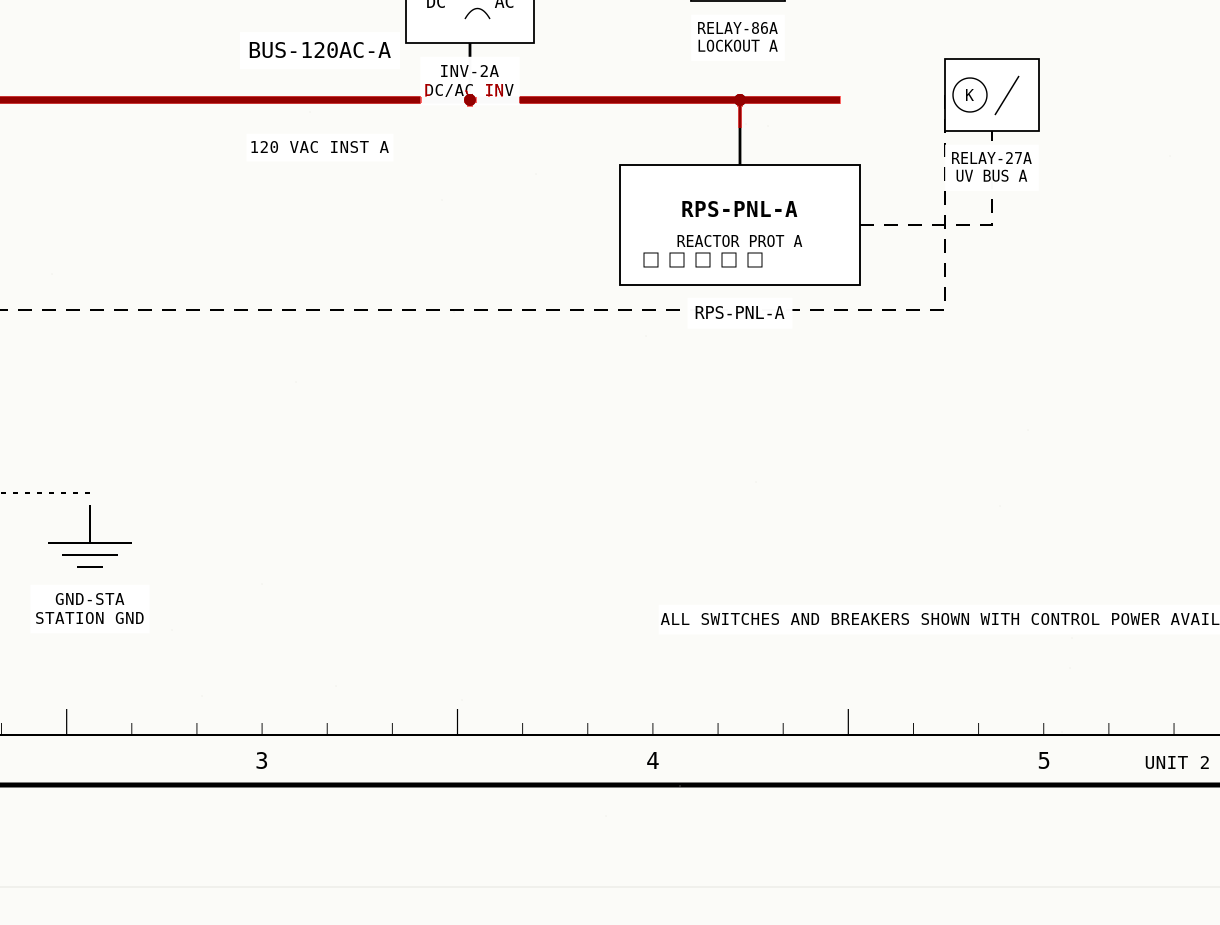 DC AC
RELAY-86A
LOCKOUT A
BUS-120AC-A
INV-2A
DC/AC INV
K
120 VAC INST A
RELAY-27A
UV BUS A
RPS-PNL-A
REACTOR PROT A
RPS-PNL-A
GND-STA
STATION GND
ALL SWITCHES AND BREAKERS SHOWN WITH CONTROL POWER AVAIL
3 4 5 UNIT 2